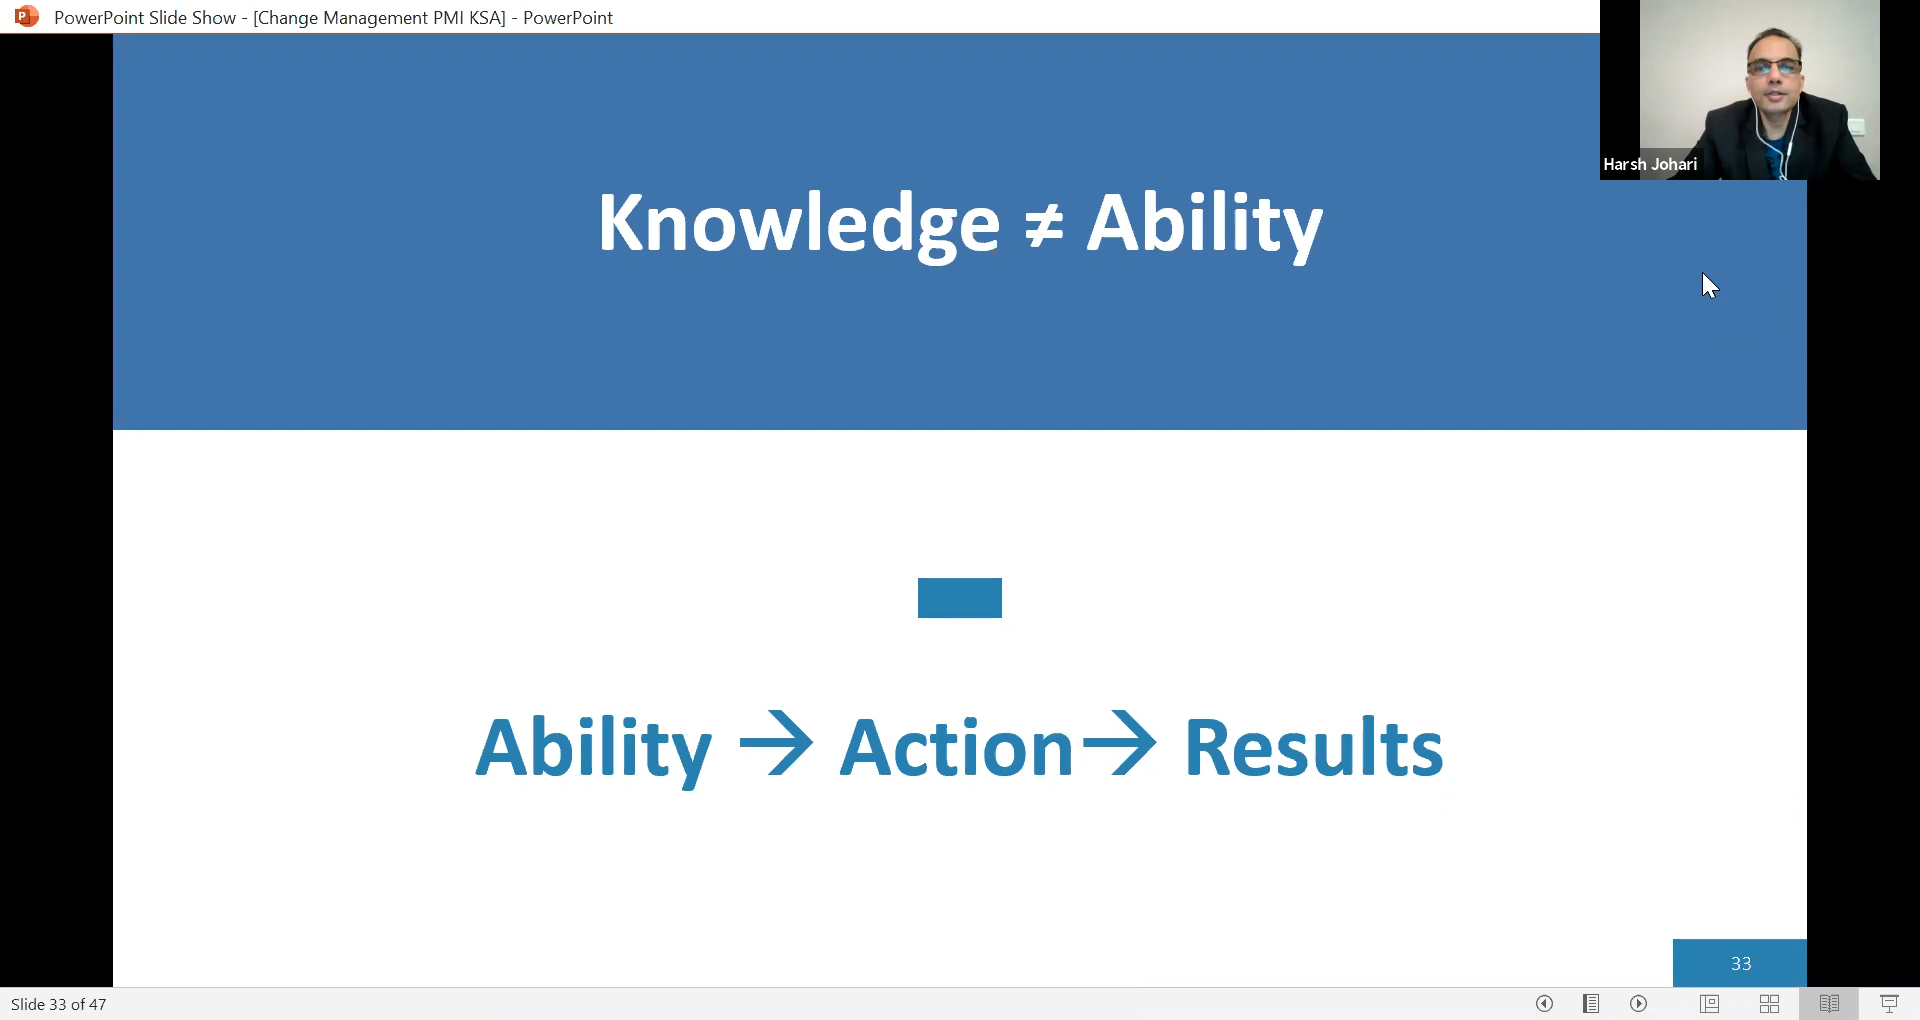 PowerPoint Slide Show - [Change Management PMI KSA] - PowerPoint
Harsh Johari
Knowledge ≠ Ability
Ability → Action→ Results
33
Slide 33 of 47